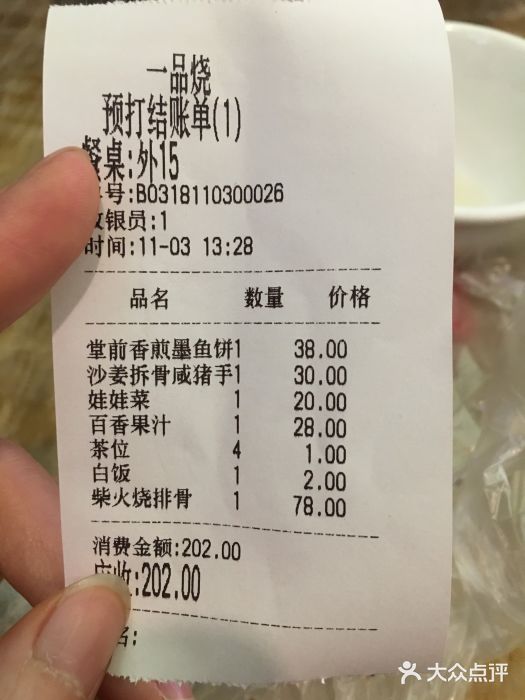 一品烧
预打结账单(1)
餐桌:外15
单号:B0318110300026
收银员:1
时间:11-03 13:28
品名 数量 价格
堂前香煎墨鱼饼1 38.00
沙姜拆骨咸猪手1 30.00
娃娃菜 1 20.00
百香果汁 1 28.00
茶位 4 1.00
白饭 1 2.00
柴火烧排骨 1 78.00
消费金额:202.00
应收:202.00
名:
大众点评